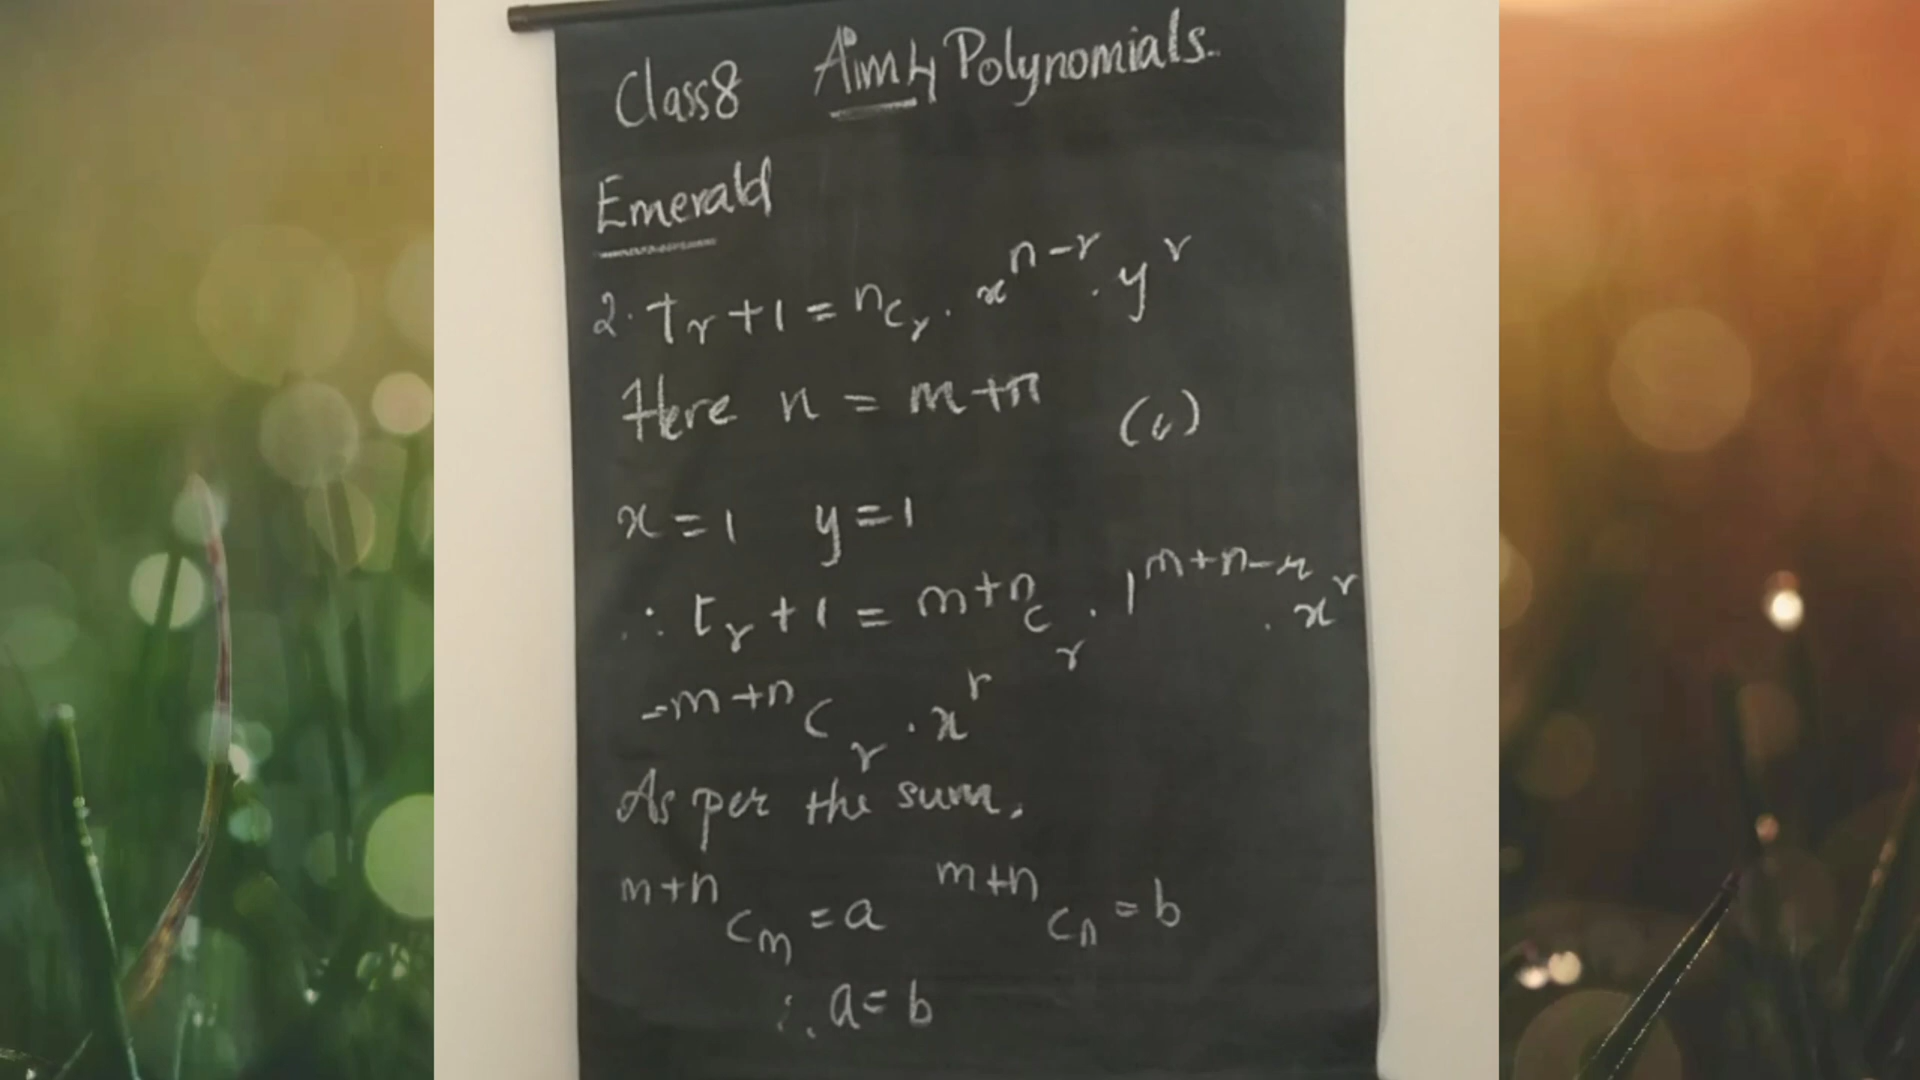 Class8 Aim4 Polynomials.
Emerald
2. Tr+1 = nCr . x^n-r . y^r
Here n = m+n (c)
x=1 y=1
∴ tr+1 = m+nCr . 1^m+n-r . x^r
=m+nCr . x^r
As per the sum,
m+nCm = a m+nCn = b
∴ a= b